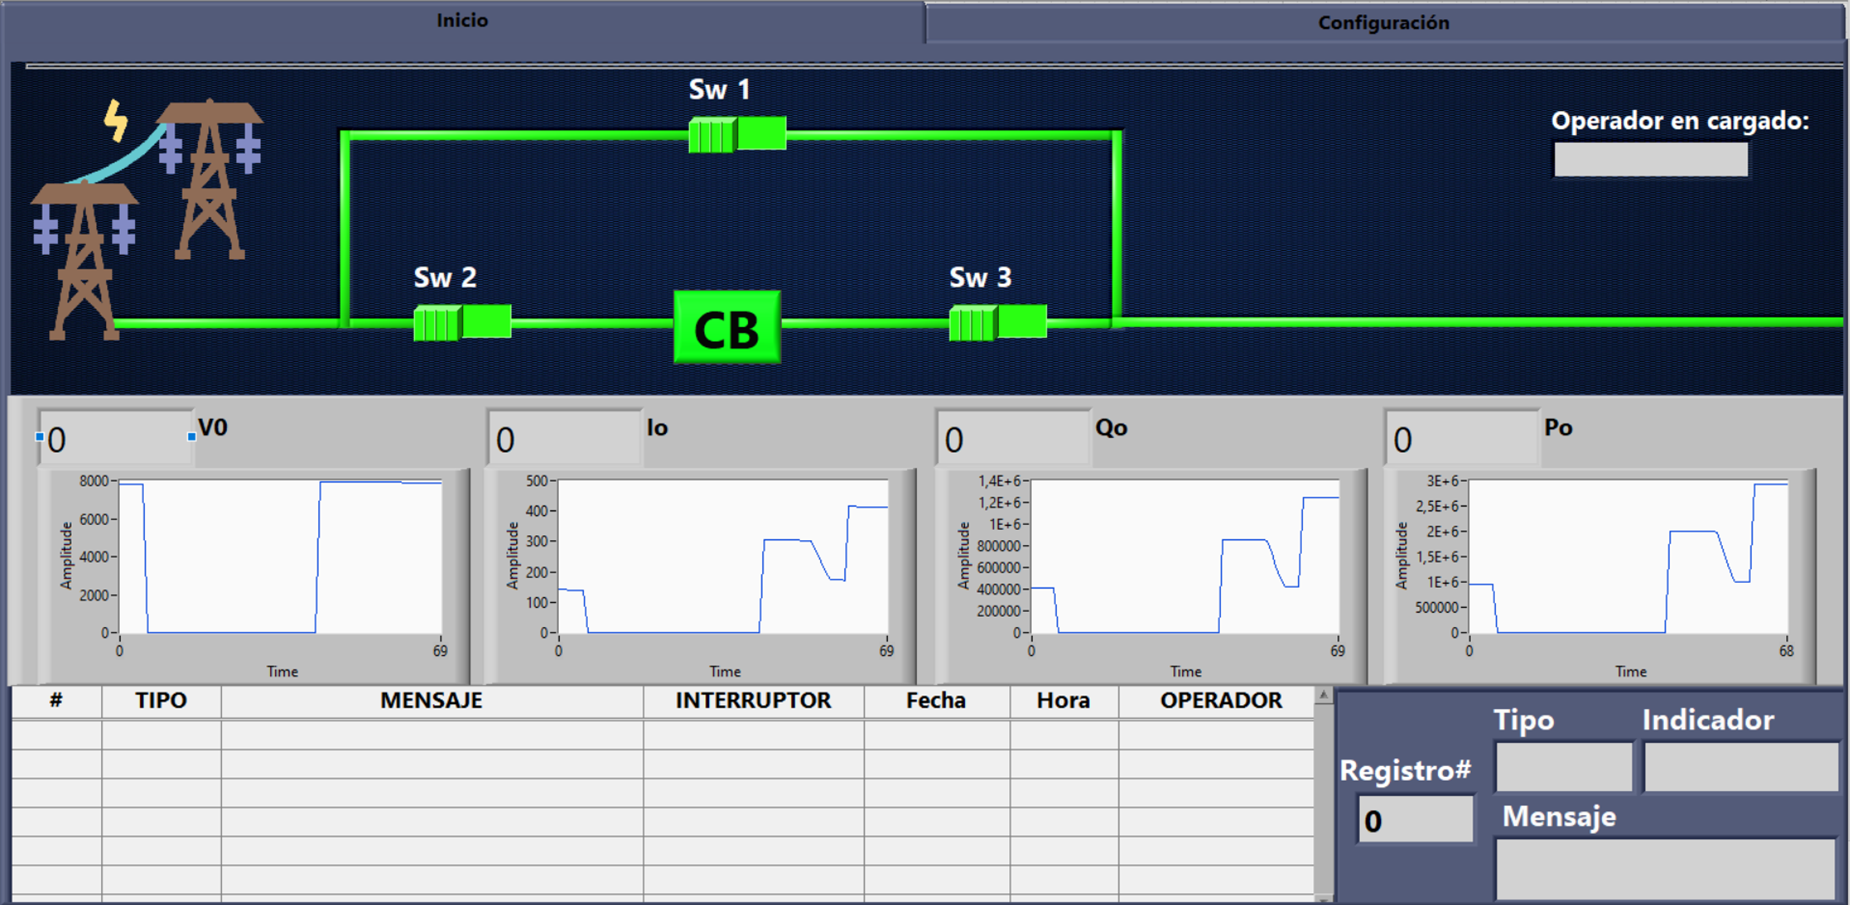 Inicio
Configuración
Sw 1
Operador en cargado:
Sw 2
Sw 3
CB
0 V0
0 Io
0 Qo
0 Po
Amplitude
8000
6000
4000
2000
0
0 69
Time
Amplitude
500
400
300
200
100
0
0 69
Time
Amplitude
1,4E+6
1,2E+6
1E+6
800000
600000
400000
200000
0
0 69
Time
Amplitude
3E+6
2,5E+6
2E+6
1,5E+6
1E+6
500000
0
0 68
Time
# TIPO MENSAJE INTERRUPTOR Fecha Hora OPERADOR
Tipo Indicador
Registro#
0
Mensaje